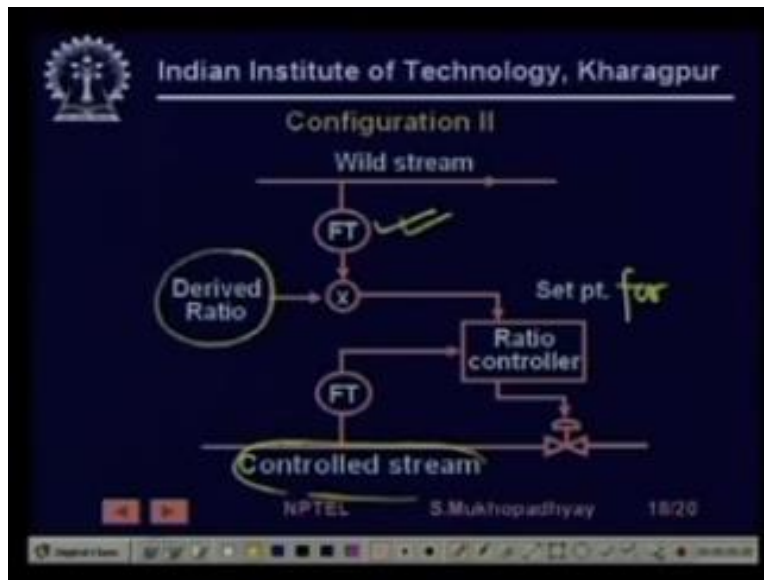 Indian Institute of Technology, Kharagpur
Configuration II
Wild stream
FT
Derived
Ratio
X
Set pt. for
Ratio
controller
FT
Controlled stream
NPTEL S.Mukhopadhyay 18/20